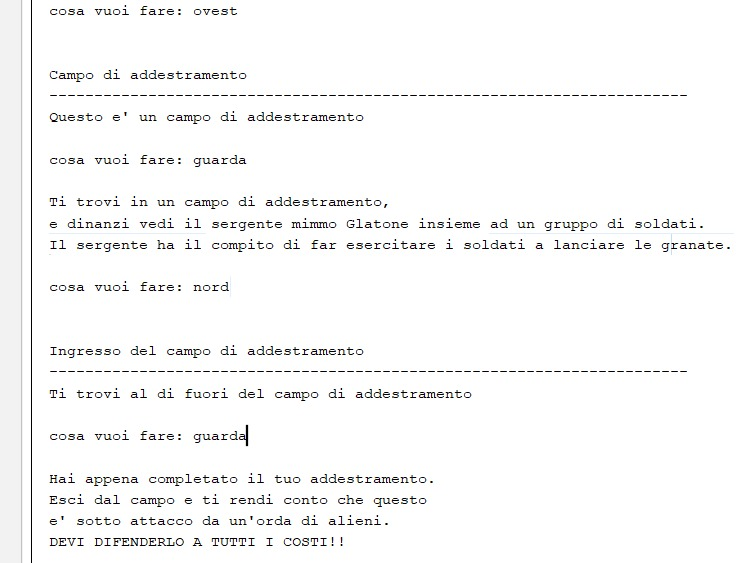 cosa vuoi fare: ovest
Campo di addestramento
-----------------------------------------------------------------------
Questo e' un campo di addestramento
cosa vuoi fare: guarda
Ti trovi in un campo di addestramento,
e dinanzi vedi il sergente mimmo Glatone insieme ad un gruppo di soldati.
Il sergente ha il compito di far esercitare i soldati a lanciare le granate.
cosa vuoi fare: nord
Ingresso del campo di addestramento
-----------------------------------------------------------------------
Ti trovi al di fuori del campo di addestramento
cosa vuoi fare: guarda
Hai appena completato il tuo addestramento.
Esci dal campo e ti rendi conto che questo
e' sotto attacco da un'orda di alieni.
DEVI DIFENDERLO A TUTTI I COSTI!!